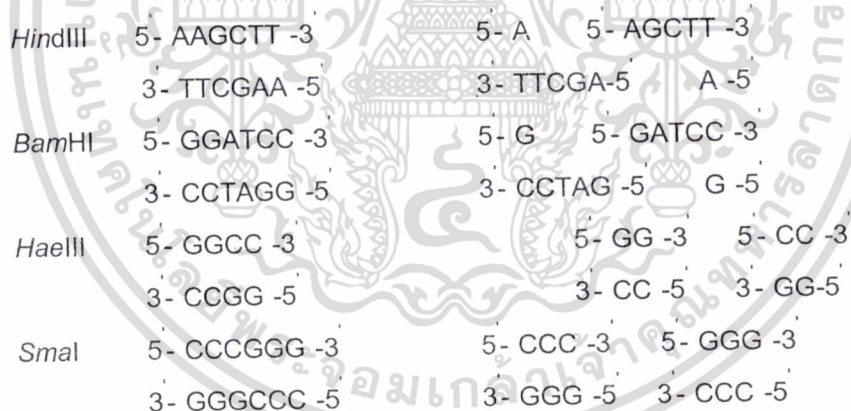 HindIII 5'- AAGCTT -3' 5'- A 5'- AGCTT -3'
3'- TTCGAA -5' 3'- TTCGA-5' A -5'
BamHI 5'- GGATCC -3' 5'- G 5'- GATCC -3'
3'- CCTAGG -5' 3'- CCTAG -5' G -5'
HaeIII 5'- GGCC -3' 5'- GG -3' 5'- CC -3'
3'- CCGG -5' 3'- CC -5' 3'- GG-5'
SmaI 5'- CCCGGG -3' 5'- CCC -3' 5'- GGG -3'
3'- GGGCCC -5' 3'- GGG -5' 3'- CCC -5'